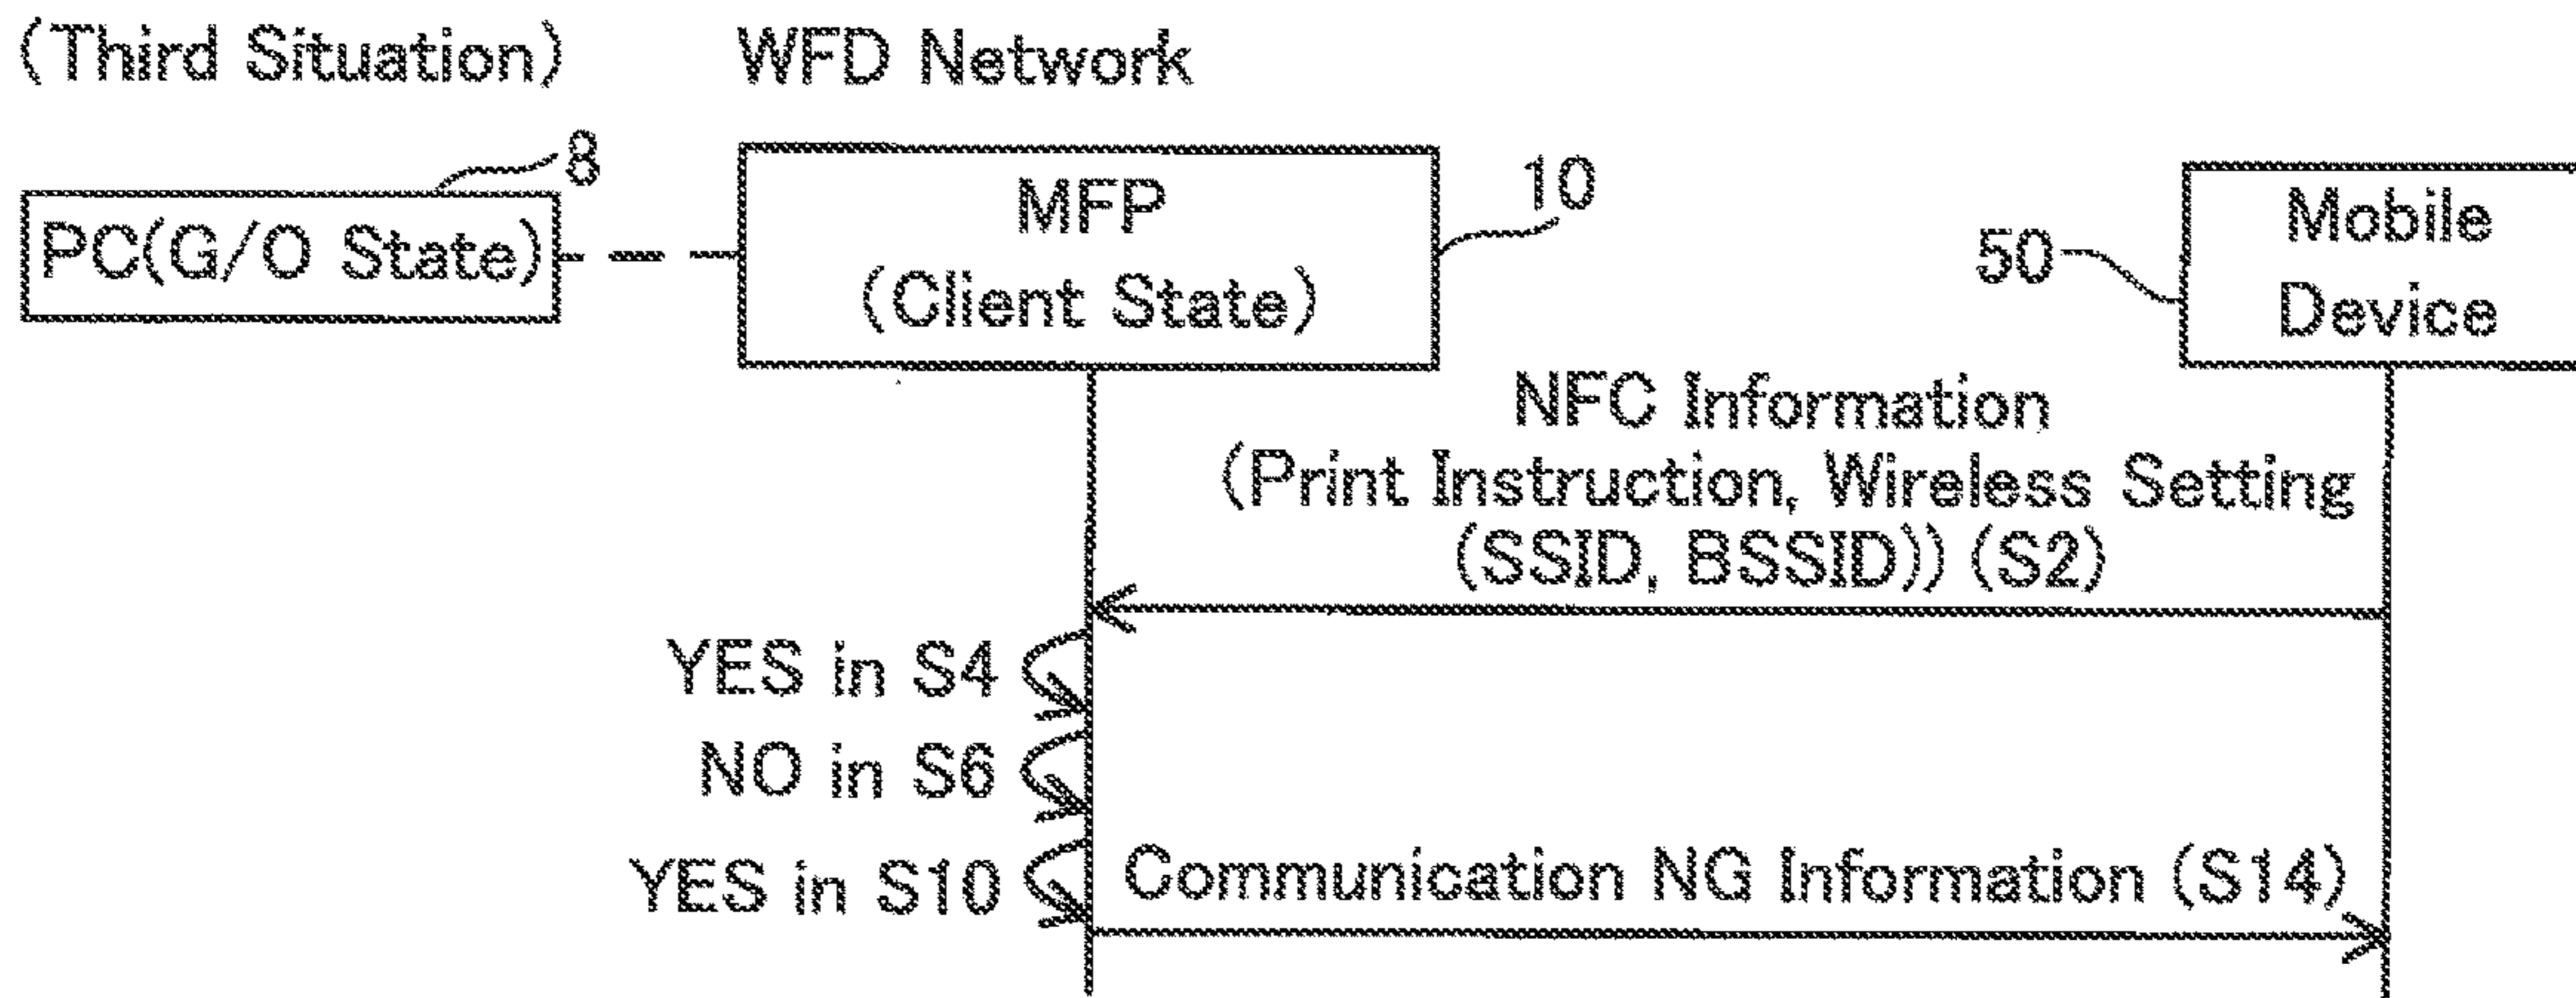 (Third Situation)
WFD Network
8
PC(G/O State)
MFP
(Client State)
10
50
Mobile
Device
NFC Information
(Print Instruction, Wireless Setting
(SSID, BSSID)) (S2)
YES in S4
NO in S6
YES in S10
Communication NG Information (S14)